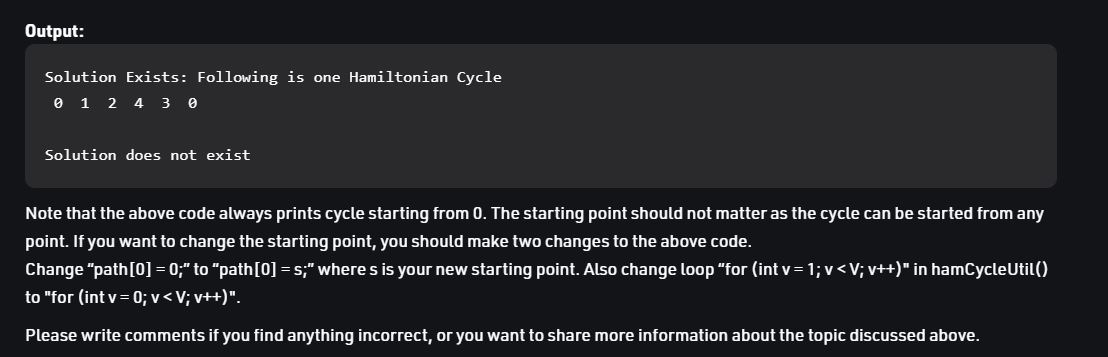 Output:
Solution Exists: Following is one Hamiltonian Cycle
0 1 2 4 3 0
Solution does not exist
Note that the above code always prints cycle starting from 0. The starting point should not matter as the cycle can be started from any
point. If you want to change the starting point, you should make two changes to the above code.
Change “path[0] = 0;” to “path[0] = s;” where s is your new starting point. Also change loop “for (int v = 1; v < V; v++)" in hamCycleUtil()
to "for (int v = 0; v < V; v++)".
Please write comments if you find anything incorrect, or you want to share more information about the topic discussed above.